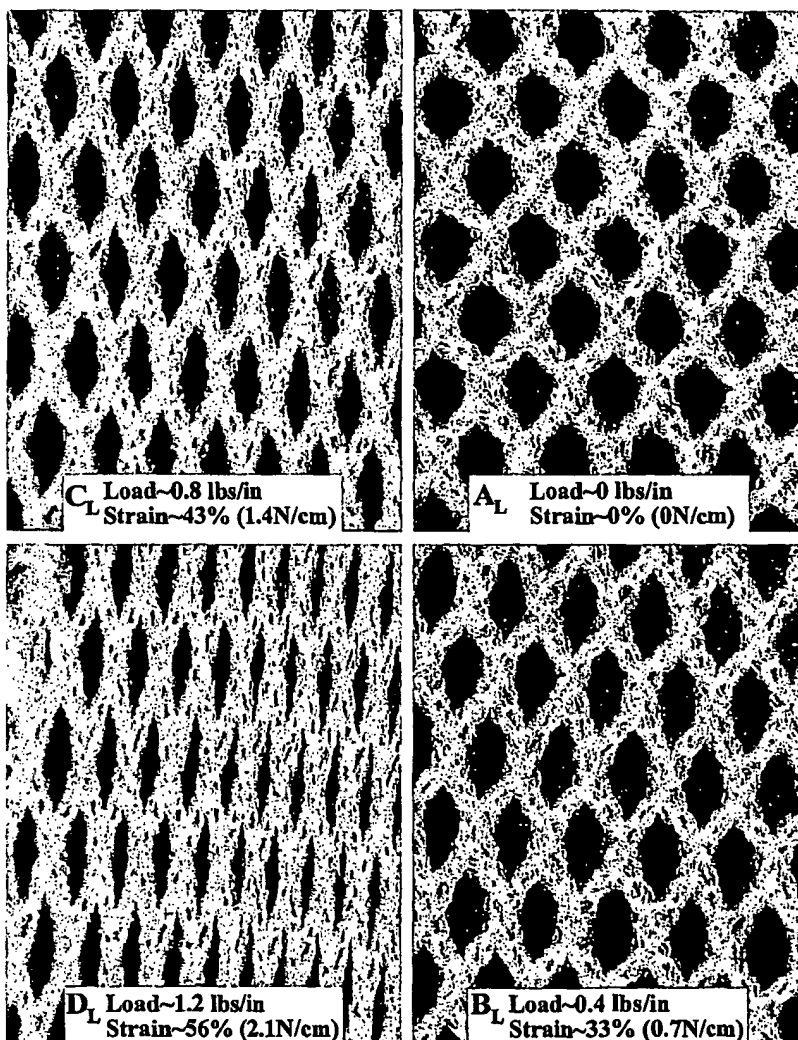 C_L Load~0.8 lbs/in
Strain~43% (1.4N/cm)
A_L Load~0 lbs/in
Strain~0% (0N/cm)
D_L Load~1.2 lbs/in
Strain~56% (2.1N/cm)
B_L Load~0.4 lbs/in
Strain~33% (0.7N/cm)